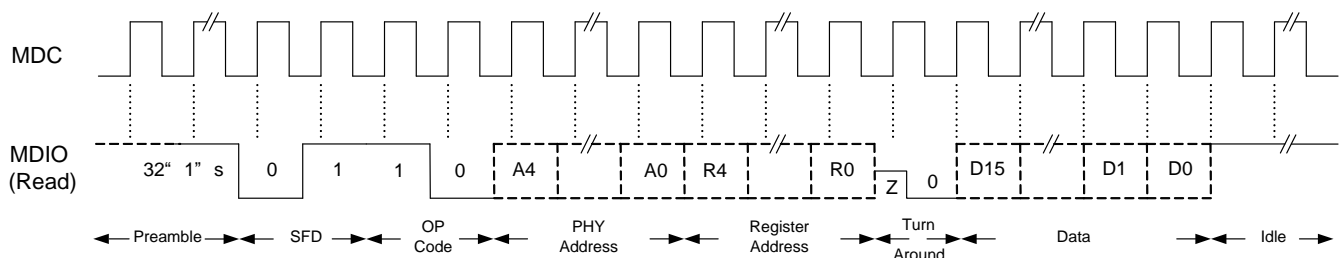 MDC
MDIO
(Read)
32“ 1” s 0 1 1 0 A4 A0 R4 R0 Z 0 D15 D1 D0
Preamble SFD OP Code PHY Address Register Address Turn Around Data Idle